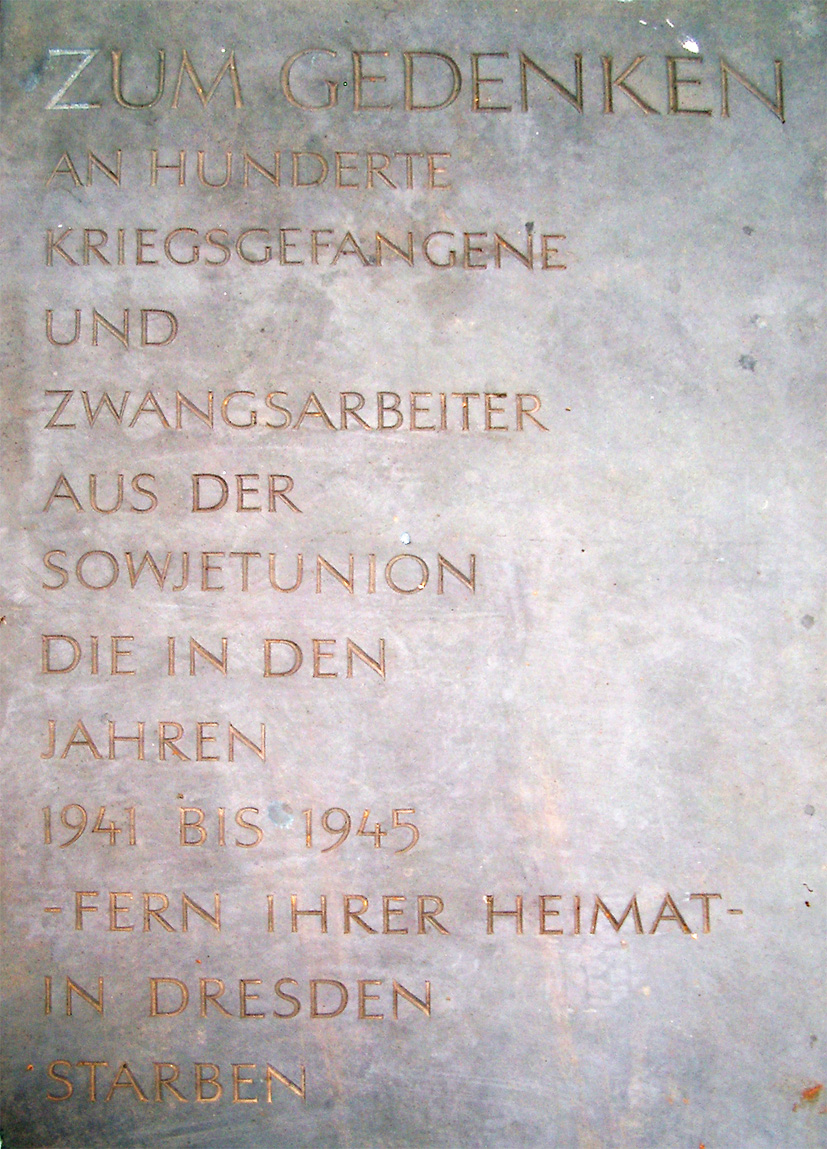 ZUM GEDENKEN
AN HUNDERTE
KRIEGSGEFANGENE
UND
ZWANGSARBEITER
AUS DER
SOWJETUNION
DIE IN DEN
JAHREN
1941 BIS 1945
-FERN IHRER HEIMAT-
IN DRESDEN
STARBEN